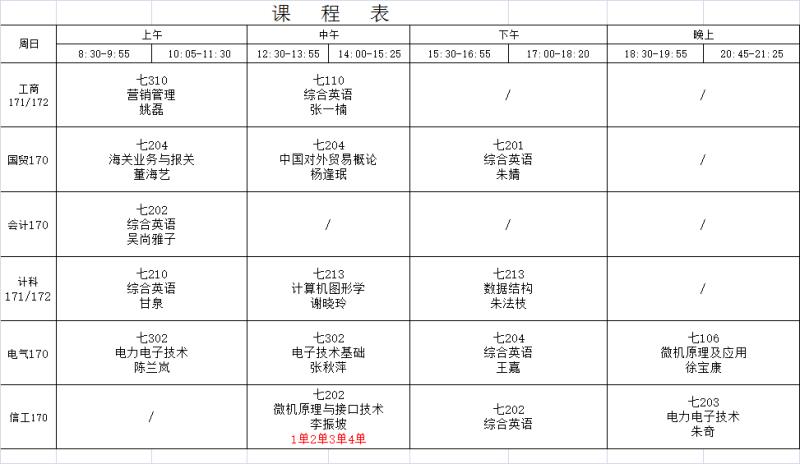 课 程 表
周日 上午 中午 下午 晚上
8:30-9:55 10:05-11:30 12:30-13:55 14:00-15:25 15:30-16:55 17:00-18:20 18:30-19:55 20:45-21:25
工商
171/172
七310
营销管理
姚磊
七110
综合英语
张一楠
/
/
国贸170
七204
海关业务与报关
董海艺
七204
中国对外贸易概论
杨逢珉
七201
综合英语
朱婧
/
会计170
七202
综合英语
吴尚雅子
/
/
/
计科
171/172
七210
综合英语
甘泉
七213
计算机图形学
谢晓玲
七213
数据结构
朱法枝
/
电气170
七302
电力电子技术
陈兰岚
七302
电子技术基础
张秋萍
七204
综合英语
王嘉
七106
微机原理及应用
徐宝康
信工170
/
七202
微机原理与接口技术
李振坡
1单2单3单4单
七202
综合英语
七203
电力电子技术
朱奇